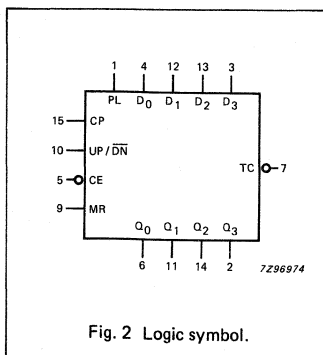 1 4 12 13 3
PL D0 D1 D2 D3
15 CP
10 UP/D̅N̅
TC 7
5 CE
9 MR
Q0 Q1 Q2 Q3
6 11 14 2
7Z96974
Fig. 2 Logic symbol.